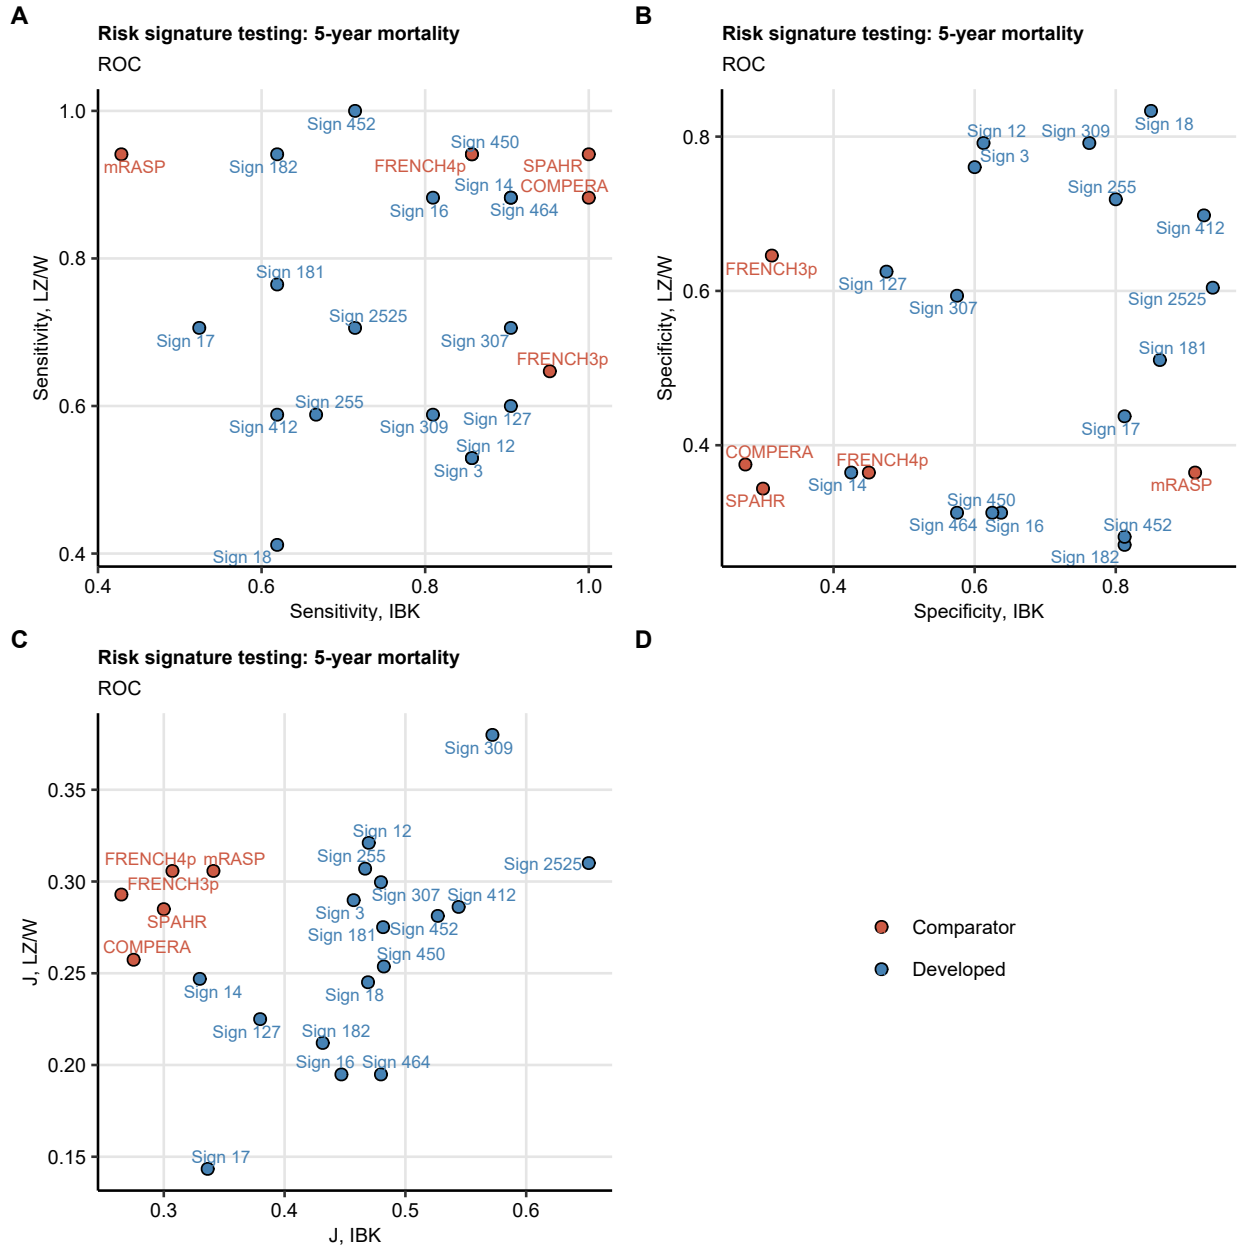 A
Risk signature testing: 5-year mortality
ROC
1.0
0.8
0.6
0.4
Sensitivity, LZ/W
Sign 452
mRASP
Sign 182
Sign 450
FRENCH4p
SPAHR
Sign 14
COMPERA
Sign 16
Sign 464
Sign 181
Sign 2525
Sign 17
Sign 307
FRENCH3p
Sign 255
Sign 412
Sign 309
Sign 127
Sign 12
Sign 3
Sign 18
0.4
0.6
0.8
1.0
Sensitivity, IBK
B
Risk signature testing: 5-year mortality
ROC
0.8
0.6
0.4
Specificity, LZ/W
Sign 18
Sign 12
Sign 309
Sign 3
Sign 255
Sign 412
FRENCH3p
Sign 127
Sign 2525
Sign 307
Sign 181
Sign 17
COMPERA
FRENCH4p
Sign 14
mRASP
SPAHR
Sign 450
Sign 464
Sign 16
Sign 452
Sign 182
0.4
0.6
0.8
Specificity, IBK
C
Risk signature testing: 5-year mortality
ROC
0.35
0.30
0.25
0.20
0.15
J, LZ/W
Sign 309
Sign 12
FRENCH4p
mRASP
Sign 255
Sign 2525
FRENCH3p
Sign 307
Sign 412
Sign 3
SPAHR
Sign 452
Sign 181
COMPERA
Sign 450
Sign 14
Sign 18
Sign 127
Sign 182
Sign 16
Sign 464
Sign 17
0.3
0.4
0.5
0.6
J, IBK
D
Comparator
Developed